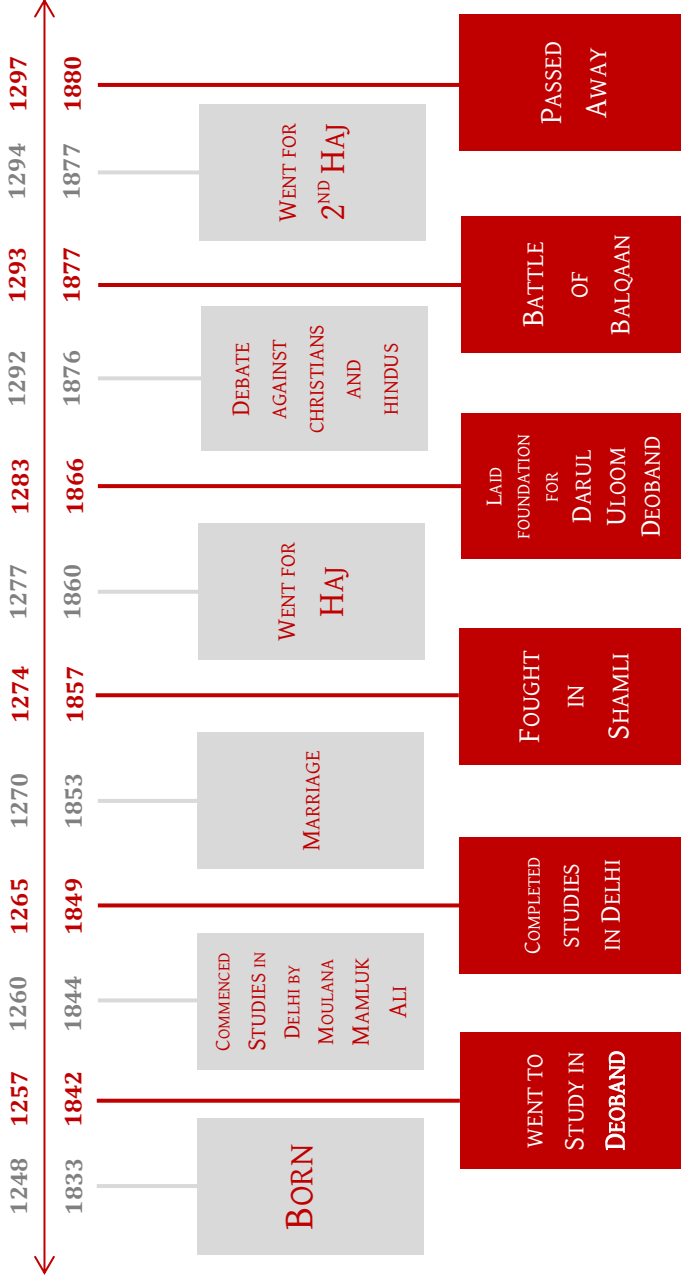 1248 1257 1260 1265 1270 1274 1277 1283 1292 1293 1294 1297
1833 1842 1844 1849 1853 1857 1860 1866 1876 1877 1877 1880
BORN
COMMENCED
STUDIES IN
DELHI BY
MOULANA
MAMLUK
ALI
MARRIAGE
WENT FOR
HAJ
DEBATE
AGAINST
CHRISTIANS
AND
HINDUS
WENT FOR
2ND HAJ
WENT TO
STUDY IN
DEOBAND
COMPLETED
STUDIES
IN DELHI
FOUGHT
IN
SHAMLI
LAID
FOUNDATION
FOR
DARUL
ULOOM
DEOBAND
BATTLE
OF
BALQAAN
PASSED
AWAY